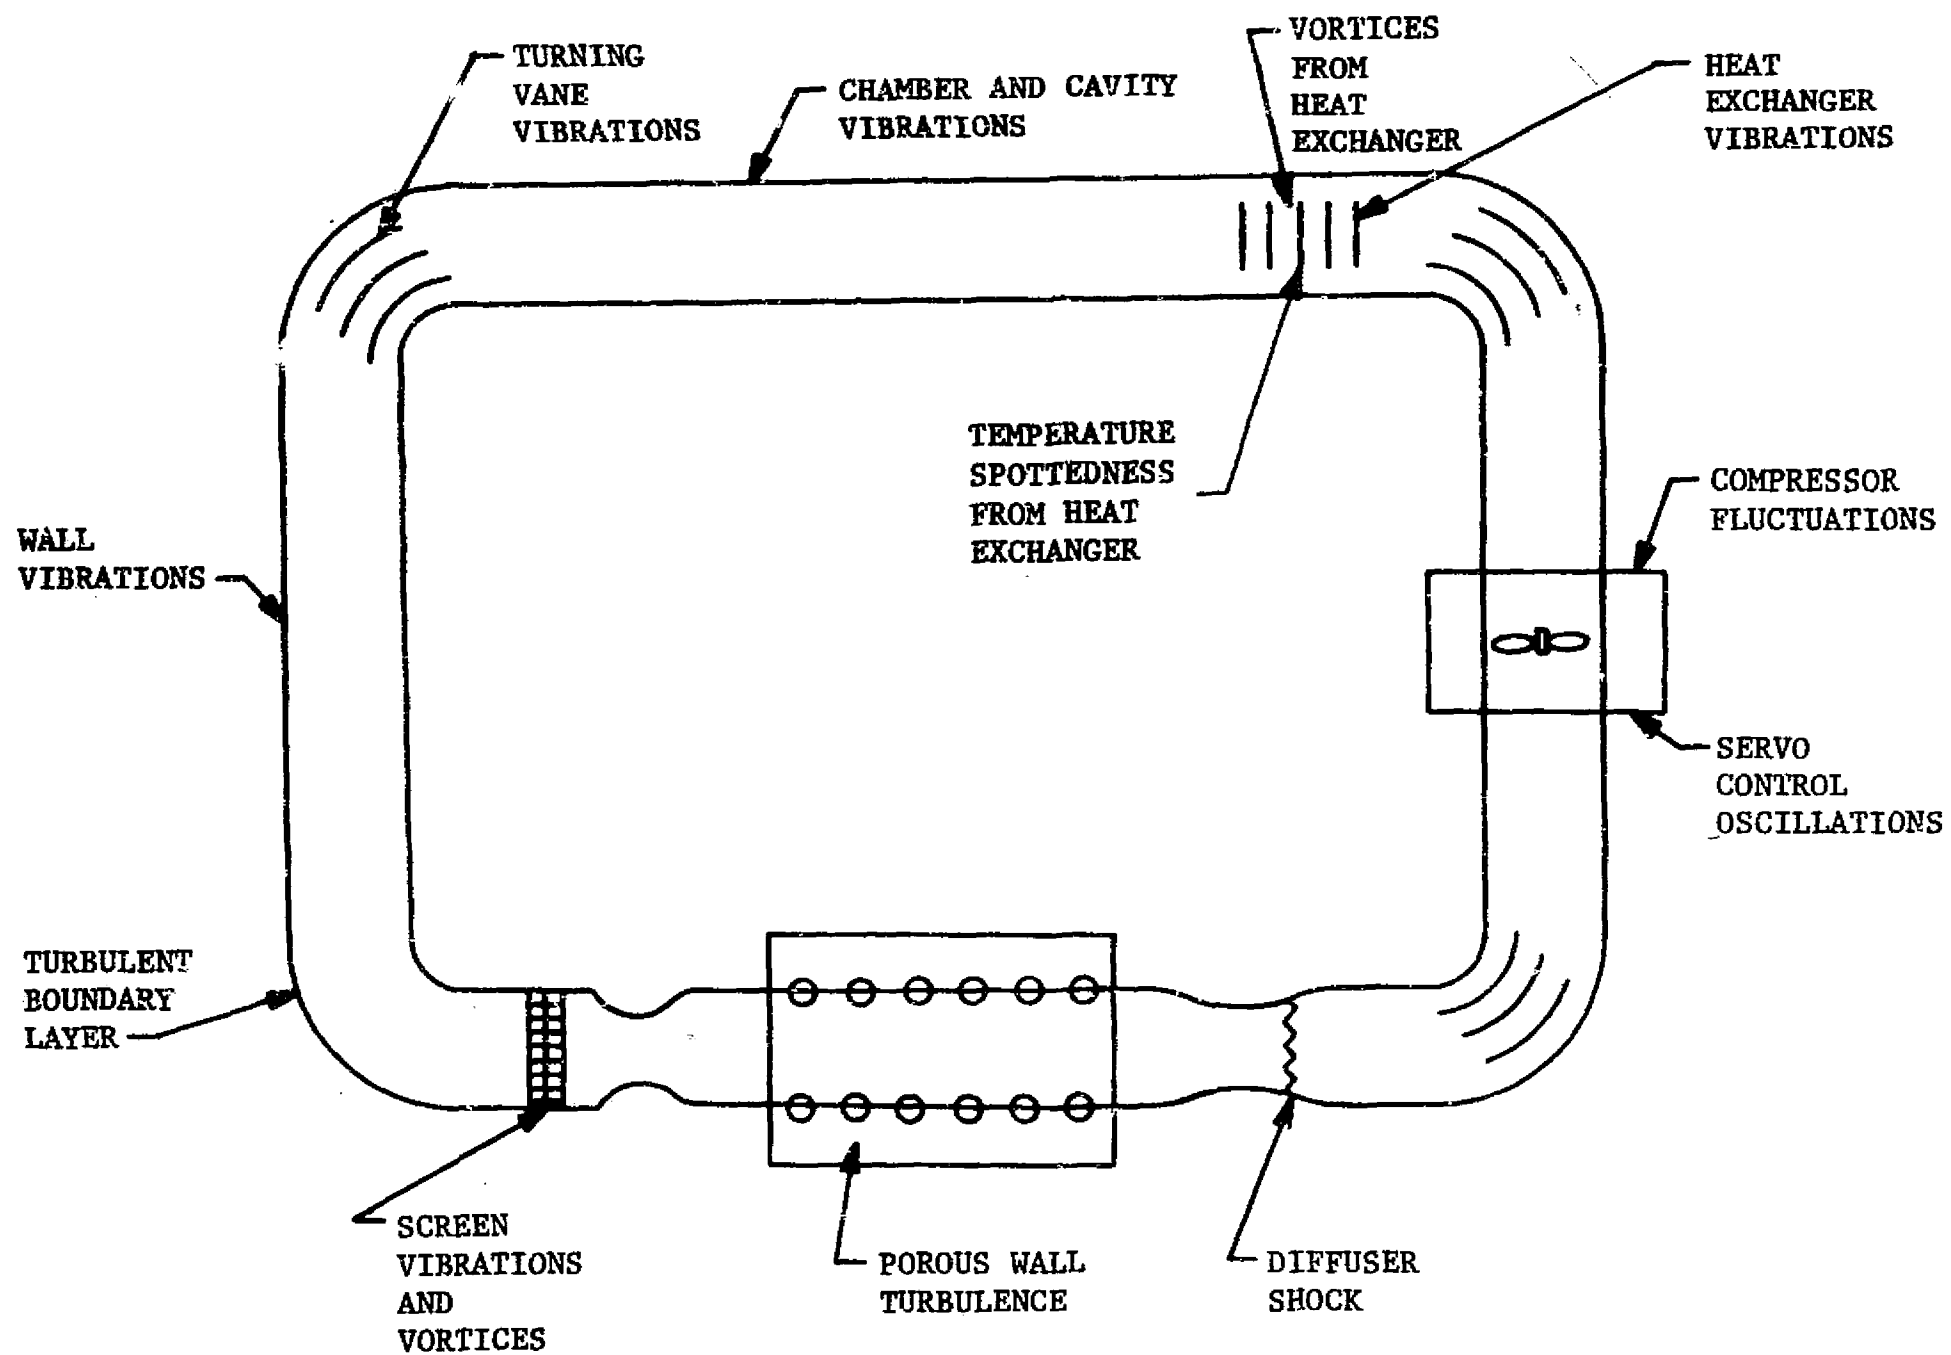 TURNING
VANE
VIBRATIONS
CHAMBER AND CAVITY
VIBRATIONS
VORTICES
FROM
HEAT
EXCHANGER
HEAT
EXCHANGER
VIBRATIONS
TEMPERATURE
SPOTTEDNESS
FROM HEAT
EXCHANGER
COMPRESSOR
FLUCTUATIONS
WALL
VIBRATIONS
SERVO
CONTROL
OSCILLATIONS
TURBULENT
BOUNDARY
LAYER
SCREEN
VIBRATIONS
AND
VORTICES
POROUS WALL
TURBULENCE
DIFFUSER
SHOCK